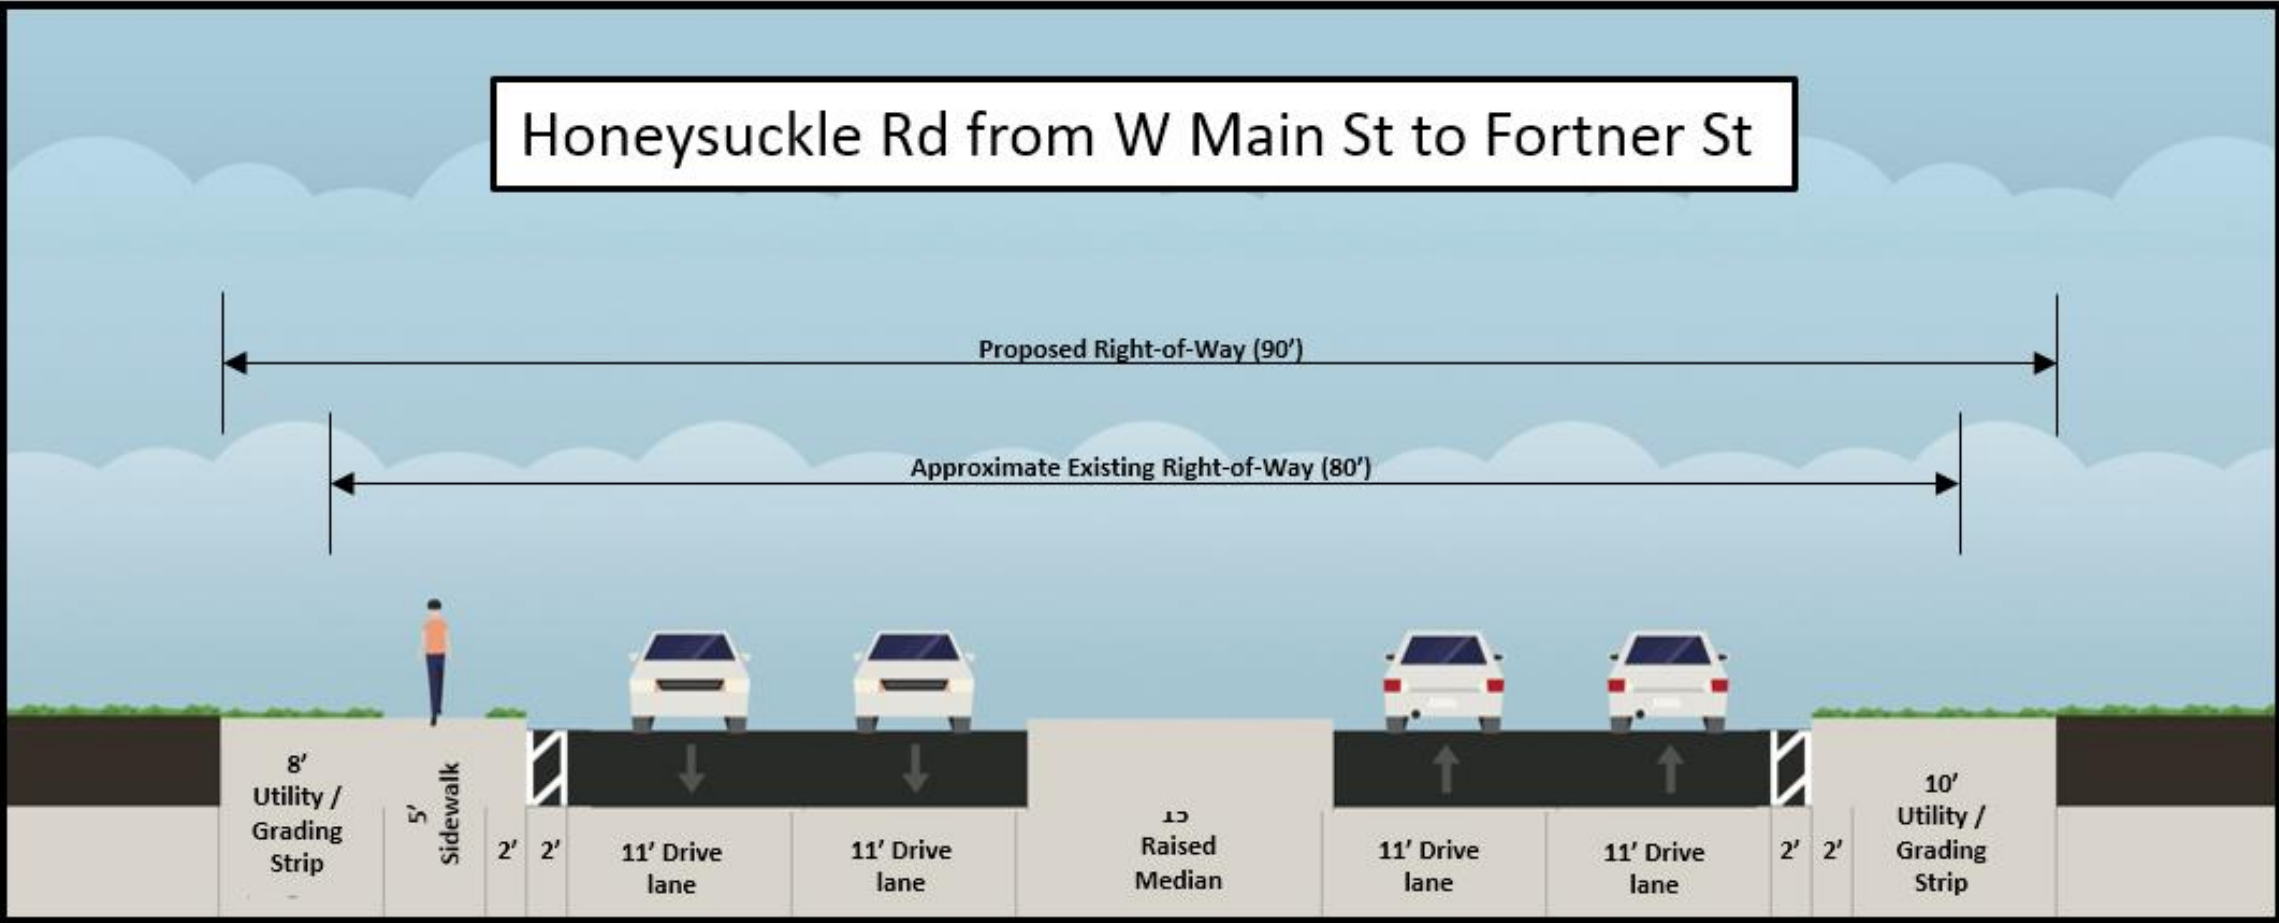 Honeysuckle Rd from W Main St to Fortner St
Proposed Right-of-Way (90’)
Approximate Existing Right-of-Way (80’)
8’
Utility /
Grading
Strip
5’
Sidewalk
2’
2’
11’ Drive
lane
11’ Drive
lane
15
Raised
Median
11’ Drive
lane
11’ Drive
lane
2’
2’
10’
Utility /
Grading
Strip